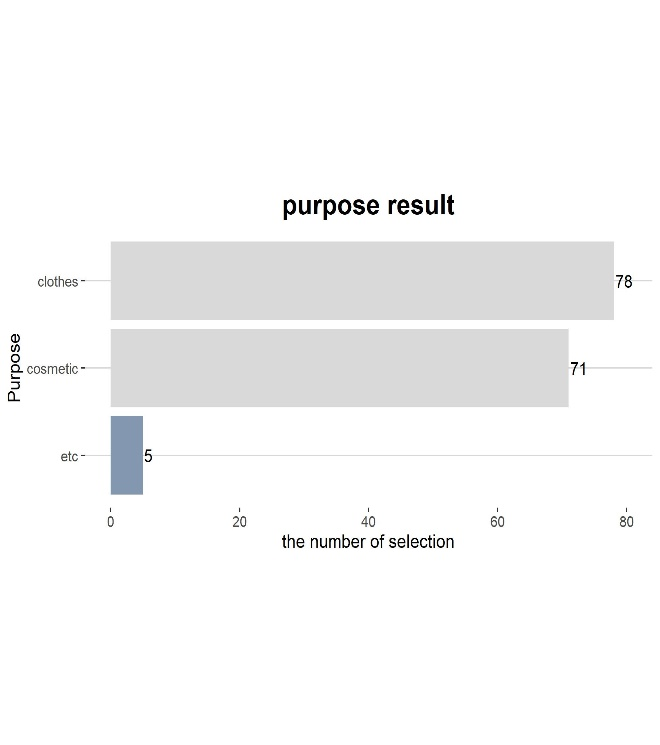 purpose result
clothes
78
Purpose
cosmetic
71
etc
5
0 20 40 60 80
the number of selection